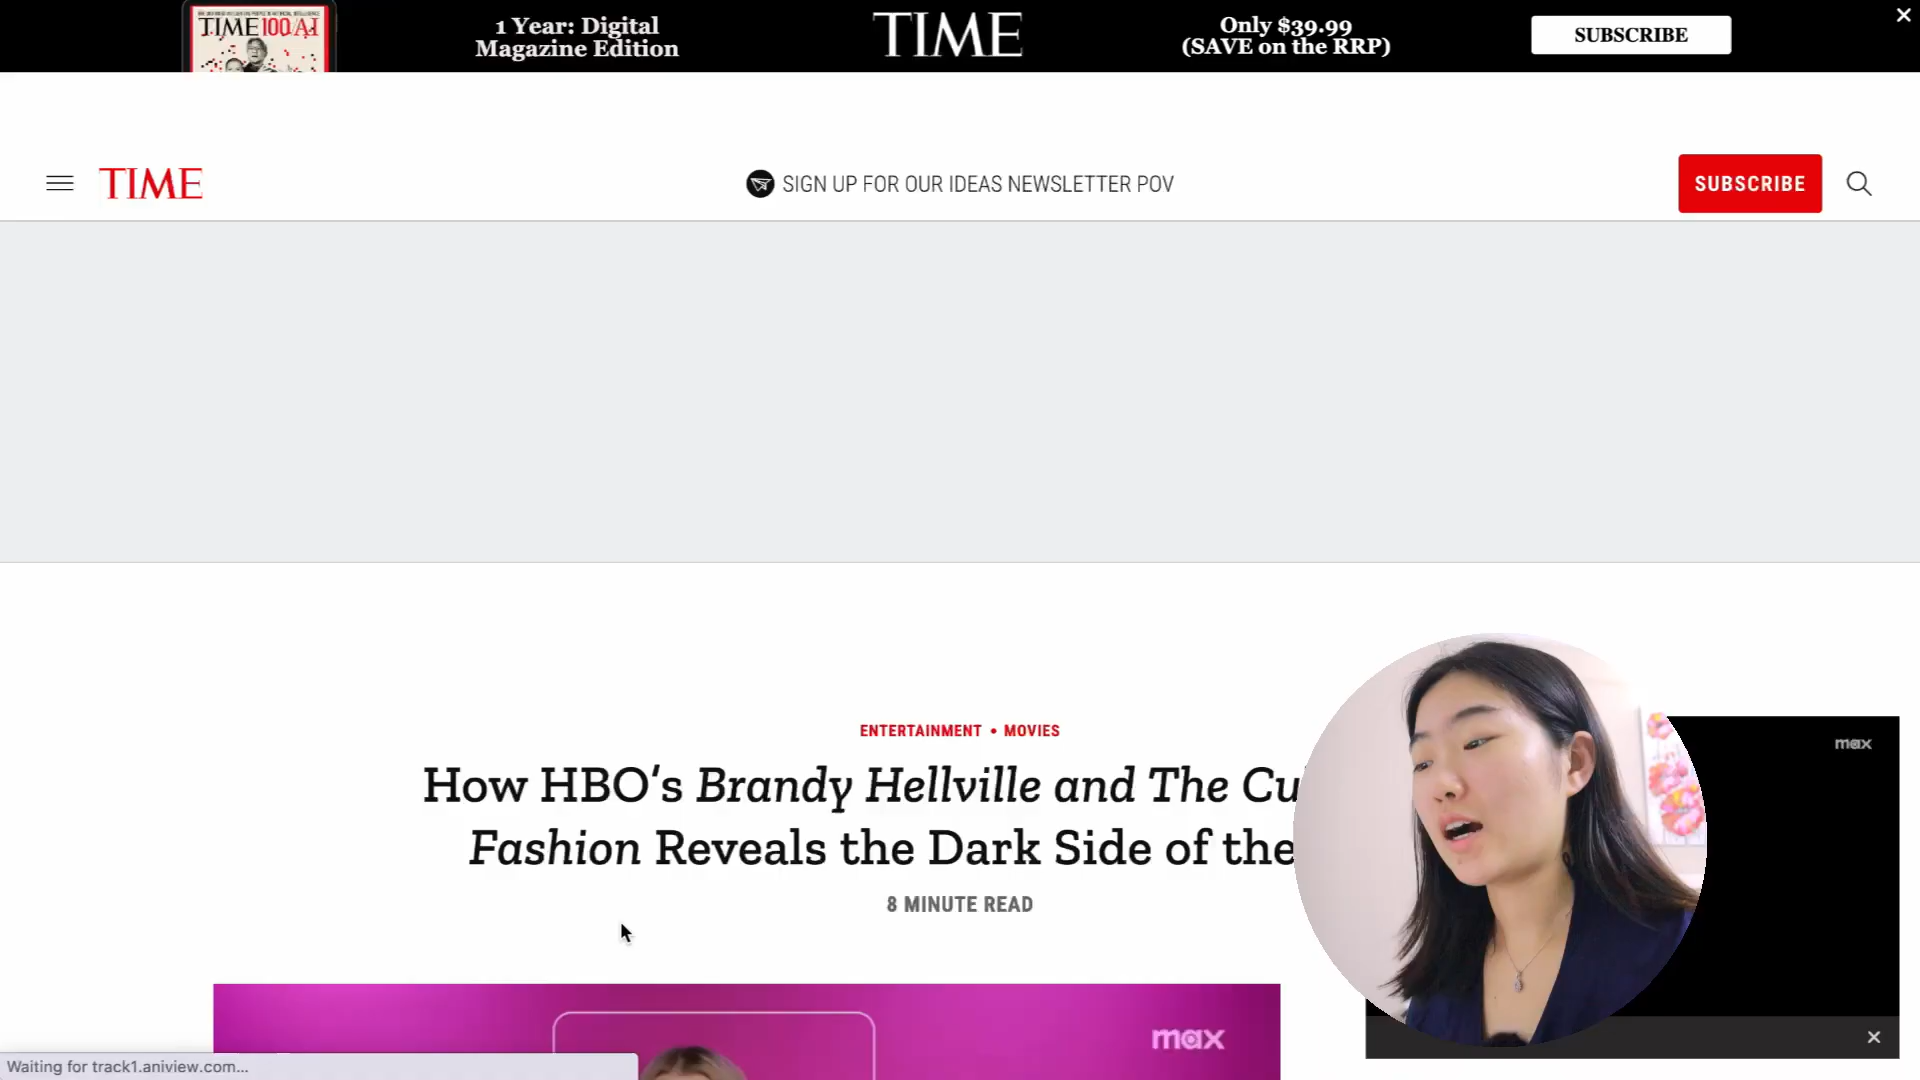 TIME 100/AI
1 Year: Digital
Magazine Edition
TIME
Only $39.99
(SAVE on the RRP)
SUBSCRIBE
TIME
SIGN UP FOR OUR IDEAS NEWSLETTER POV
SUBSCRIBE
ENTERTAINMENT • MOVIES
How HBO's Brandy Hellville and The Cu
Fashion Reveals the Dark Side of the
8 MINUTE READ
max
max
Waiting for track1.aniview.com...